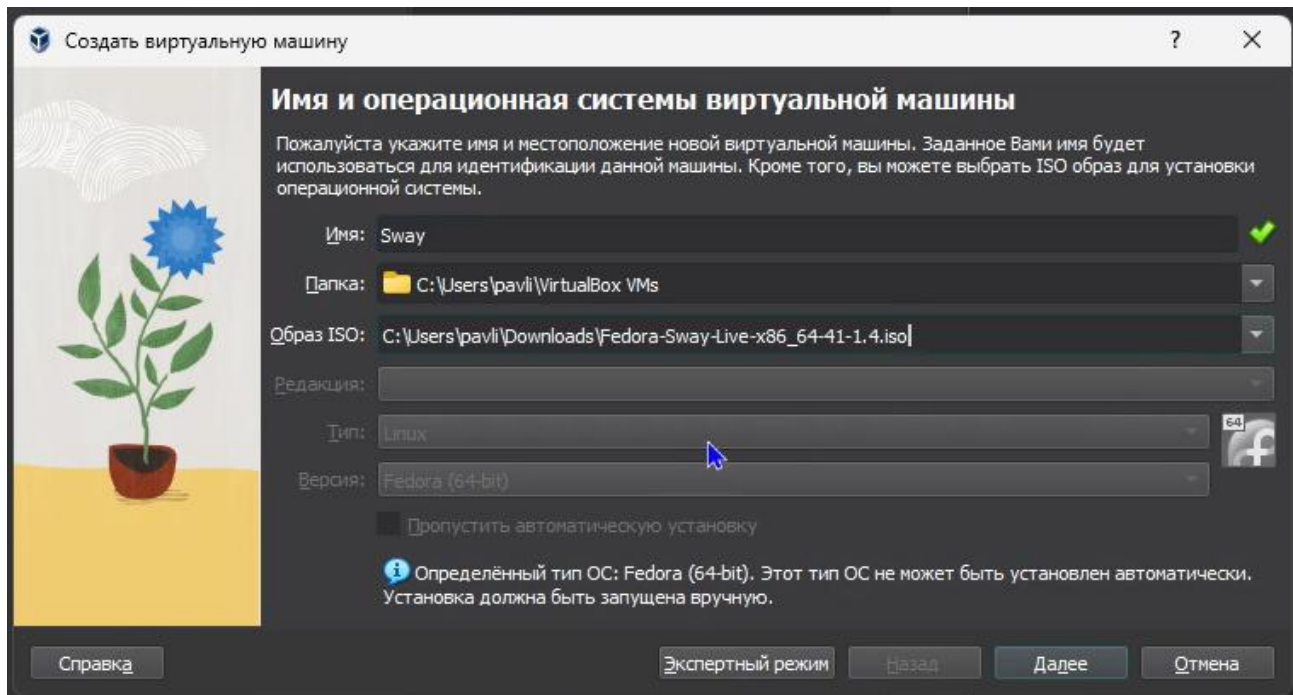 Создать виртуальную машину
?
Имя и операционная системы виртуальной машины
Пожалуйста укажите имя и местоположение новой виртуальной машины. Заданное Вами имя будет
использоваться для идентификации данной машины. Кроме того, вы можете выбрать ISO образ для установки
операционной системы.
Имя: Sway
Папка: C:\Users\pavli\VirtualBox VMs
Образ ISO: C:\Users\pavli\Downloads\Fedora-Sway-Live-x86_64-41-1.4.iso
Редакция:
Тип: Linux
64
Версия: Fedora (64-bit)
Пропустить автоматическую установку
Определённый тип ОС: Fedora (64-bit). Этот тип ОС не может быть установлен автоматически.
Установка должна быть запущена вручную.
Справка Экспертный режим Назад Далее Отмена